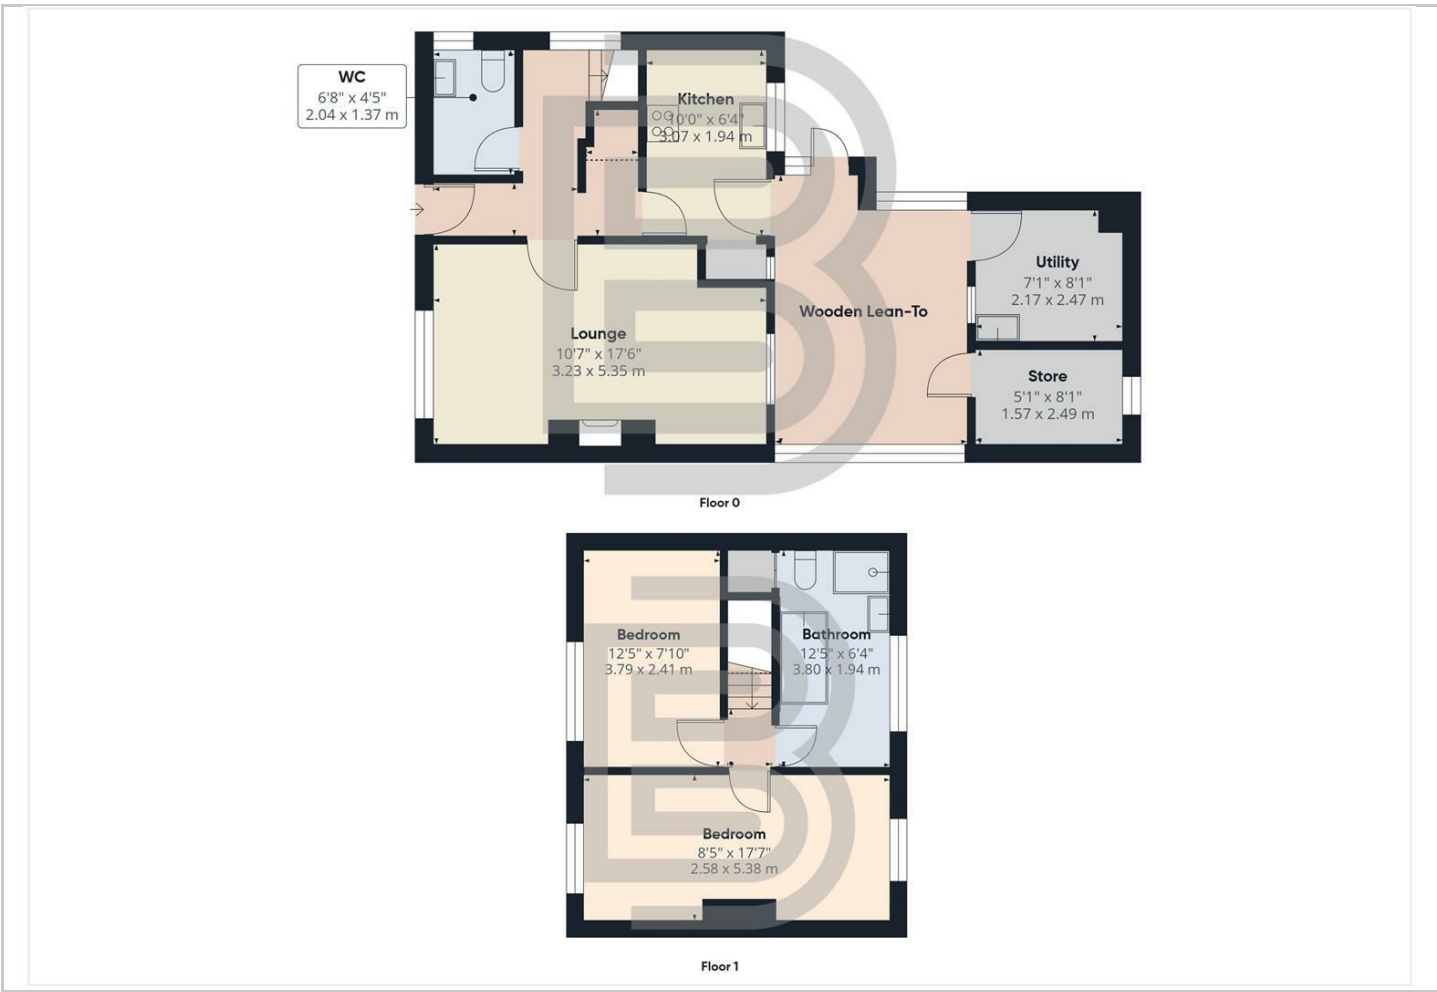 WC
6'8" x 4'5"
2.04 x 1.37 m
Kitchen
10'0" x 6'4"
3.07 x 1.94 m
Utility
7'1" x 8'1"
2.17 x 2.47 m
Wooden Lean-To
Lounge
10'7" x 17'6"
3.23 x 5.35 m
Store
5'1" x 8'1"
1.57 x 2.49 m
Floor 0
Bedroom
12'5" x 7'10"
3.79 x 2.41 m
Bathroom
12'5" x 6'4"
3.80 x 1.94 m
Bedroom
8'5" x 17'7"
2.58 x 5.38 m
Floor 1